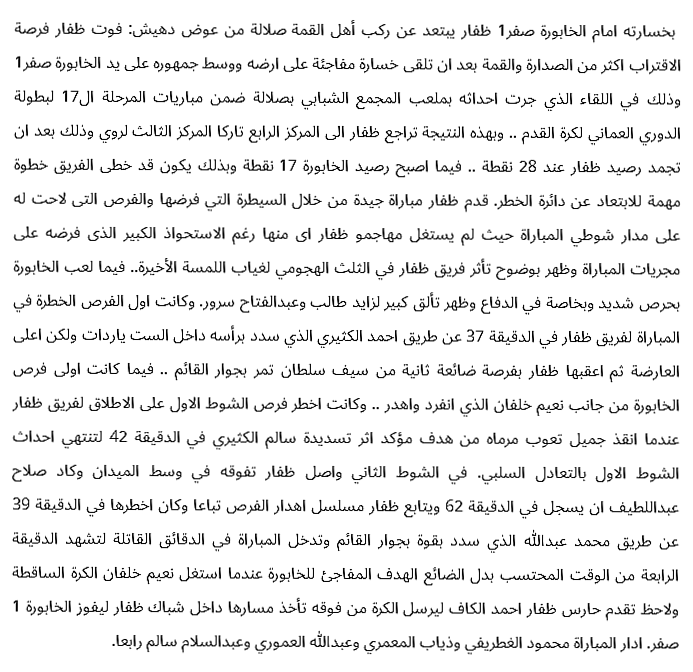 بخسارته امام الخابورة صفر1 ظفار يبتعد عن ركب أهل القمة صلالة من عوض دهيش: فوت ظفار فرصة
الاقتراب اكثر من الصدارة والقمة بعد ان تلقى خسارة مفاجئة على ارضه ووسط جمهوره على يد الخابورة صفر1
وذلك في اللقاء الذي جرت احداثه بملعب المجمع الشبابي بصلالة ضمن مباريات المرحلة ال17 لبطولة
الدوري العماني لكرة القدم .. وبهذه النتيجة تراجع ظفار الى المركز الرابع تاركا المركز الثالث لروي وذلك بعد ان
تجمد رصيد ظفار عند 28 نقطة .. فيما اصبح رصيد الخابورة 17 نقطة وبذلك يكون قد خطى الفريق خطوة
مهمة للابتعاد عن دائرة الخطر. قدم ظفار مباراة جيدة من خلال السيطرة التي فرضها والفرص التى لاحت له
على مدار شوطي المباراة حيث لم يستغل مهاجمو ظفار اى منها رغم الاستحواذ الكبير الذى فرضه على
مجريات المباراة وظهر بوضوح تأثر فريق ظفار في الثلث الهجومي لغياب اللمسة الأخيرة.. فيما لعب الخابورة
بحرص شديد وبخاصة في الدفاع وظهر تألق كبير لزايد طالب وعبدالفتاح سرور. وكانت اول الفرص الخطرة في
المباراة لفريق ظفار في الدقيقة 37 عن طريق احمد الكثيري الذي سدد برأسه داخل الست ياردات ولكن اعلى
العارضة ثم اعقبها ظفار بفرصة ضائعة ثانية من سيف سلطان تمر بجوار القائم .. فيما كانت اولى فرص
الخابورة من جانب نعيم خلفان الذي انفرد واهدر .. وكانت اخطر فرص الشوط الاول على الاطلاق لفريق ظفار
عندما انقذ جميل تعوب مرماه من هدف مؤكد اثر تسديدة سالم الكثيري في الدقيقة 42 لتنتهي احداث
الشوط الاول بالتعادل السلبي. في الشوط الثاني واصل ظفار تفوقه في وسط الميدان وكاد صلاح
عبداللطيف ان يسجل في الدقيقة 62 ويتابع ظفار مسلسل اهدار الفرص تباعا وكان اخطرها في الدقيقة 39
عن طريق محمد عبدالله الذي سدد بقوة بجوار القائم وتدخل المباراة في الدقائق القاتلة لتشهد الدقيقة
الرابعة من الوقت المحتسب بدل الضائع الهدف المفاجئ للخابورة عندما استغل نعيم خلفان الكرة الساقطة
ولاحظ تقدم حارس ظفار احمد الكاف ليرسل الكرة من فوقه تأخذ مسارها داخل شباك ظفار ليفوز الخابورة 1
صفر. ادار المباراة محمود الغطريفي وذياب المعمري وعبدالله العموري وعبدالسلام سالم رابعا.